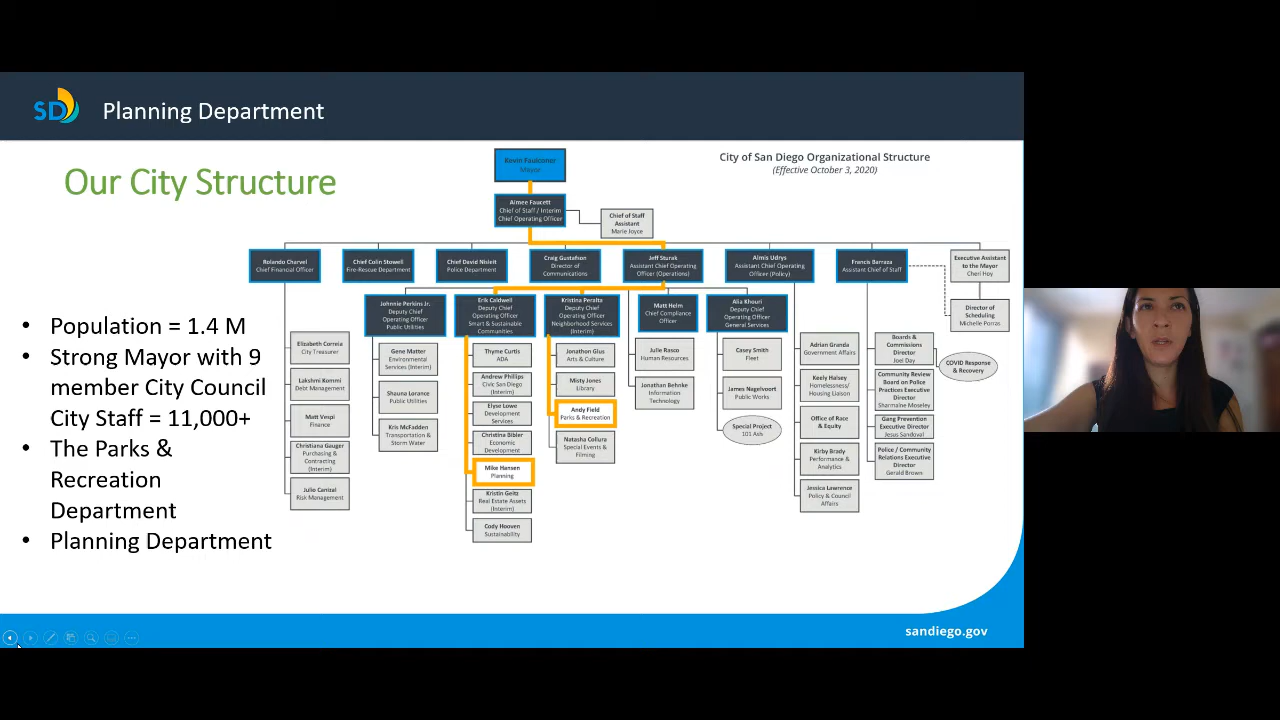 SD
Planning Department
Our City Structure
City of San Diego Organizational Structure
(Effective October 3, 2020)
Kevin Faulconer
Mayor
Aimee Faucett
Chief of Staff / Interim
Chief Operating Officer
Chief of Staff
Assistant
Marie Joyce
Rolando Charvel
Chief Financial Officer
Chief Colin Stowell
Fire-Rescue Department
Chief David Nisleit
Police Department
Craig Gustafson
Director of
Communications
Jeff Sturak
Assistant Chief Operating
Officer (Operations)
Almis Udrys
Assistant Chief Operating
Officer (Policy)
Francis Barraza
Assistant Chief of Staff
Executive Assistant
to the Mayor
Cheri Hoy
Director of
Scheduling
Michelle Porras
Johnnie Perkins Jr.
Deputy Chief
Operating Officer
Public Utilities
Erik Caldwell
Deputy Chief
Operating Officer
Smart & Sustainable
Communities
Kristina Peralta
Deputy Chief
Operating Officer
Neighborhood Services
(Interim)
Matt Helm
Chief Compliance
Officer
Alia Khouri
Deputy Chief
Operating Officer
General Services
Elizabeth Correia
City Treasurer
Lakshmi Kommi
Debt Management
Matt Vespi
Finance
Christiana Gauger
Purchasing &
Contracting
(Interim)
Julio Canizal
Risk Management
Gene Matter
Enviromental
Services (Interim)
Shauna Lorance
Public Utilities
Kris McFadden
Transportation &
Storm Water
Thyme Curtis
ADA
Andrew Phillips
Civic San Diego
(Interim)
Elyse Lowe
Development
Services
Christina Bibler
Economic
Development
Mike Hansen
Planning
Kristin Geitz
Real Estate Assets
(Interim)
Cody Hooven
Sustainability
Jonathon Glus
Arts & Culture
Misty Jones
Library
Andy Field
Parks & Recreation
Natasha Collura
Special Events &
Filming
Julie Rasco
Human Resources
Jonathan Behnke
Information
Technology
Casey Smith
Fleet
James Nagelvoort
Public Works
Special Project
101 Ash
Adrian Granda
Government Affairs
Keely Halsey
Homelessness/
Housing Liaison
Office of Race
& Equity
Kirby Brady
Performance &
Analytics
Jessica Lawrence
Policy & Council
Affairs
Boards &
Commissions
Director
Joel Day
Community Review
Board on Police
Practices Executive
Director
Sharmaine Moseley
Gang Prevention
Executive Director
Jesus Sandoval
Police / Community
Relations Executive
Director
Gerald Brown
COVID Response
& Recovery
• Population = 1.4 M
• Strong Mayor with 9
member City Council
City Staff = 11,000+
• The Parks &
Recreation
Department
• Planning Department
sandiego.gov